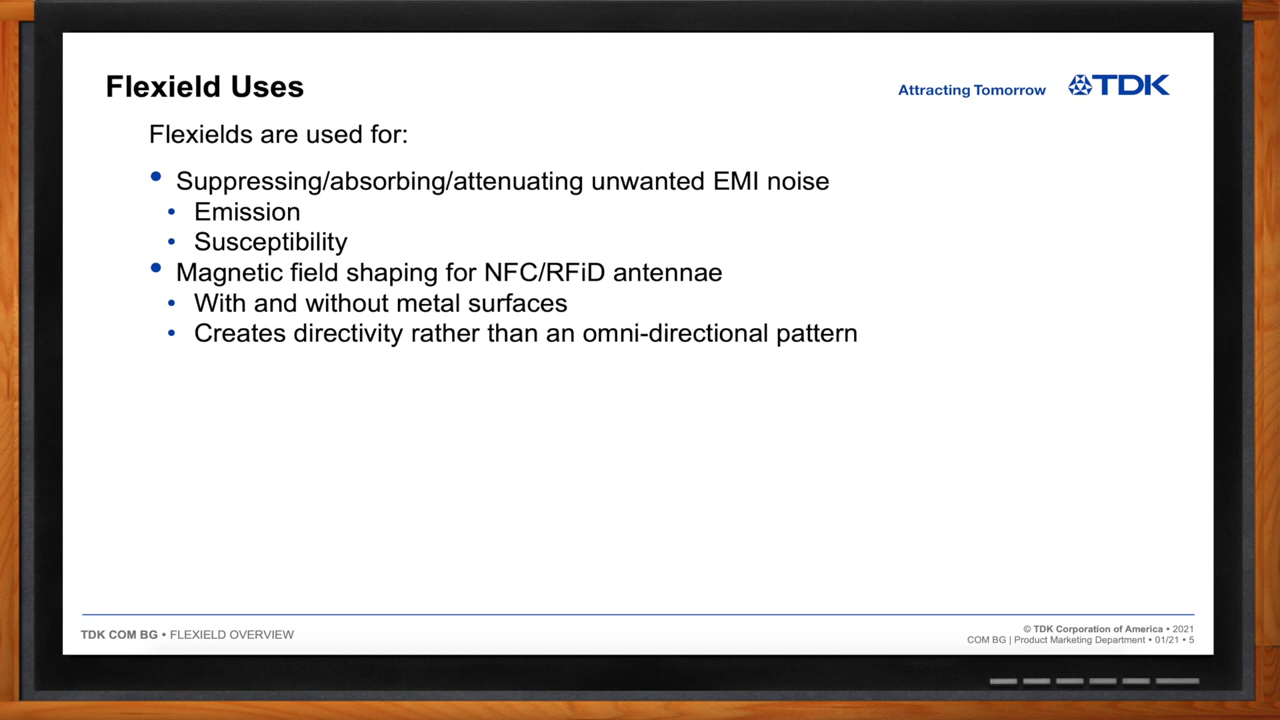 Flexield Uses
Attracting Tomorrow
TDK
Flexields are used for:
• Suppressing/absorbing/attenuating unwanted EMI noise
• Emission
• Susceptibility
• Magnetic field shaping for NFC/RFiD antennae
• With and without metal surfaces
• Creates directivity rather than an omni-directional pattern
TDK COM BG • FLEXIELD OVERVIEW
© TDK Corporation of America • 2021
COM BG | Product Marketing Department • 01/21 • 5